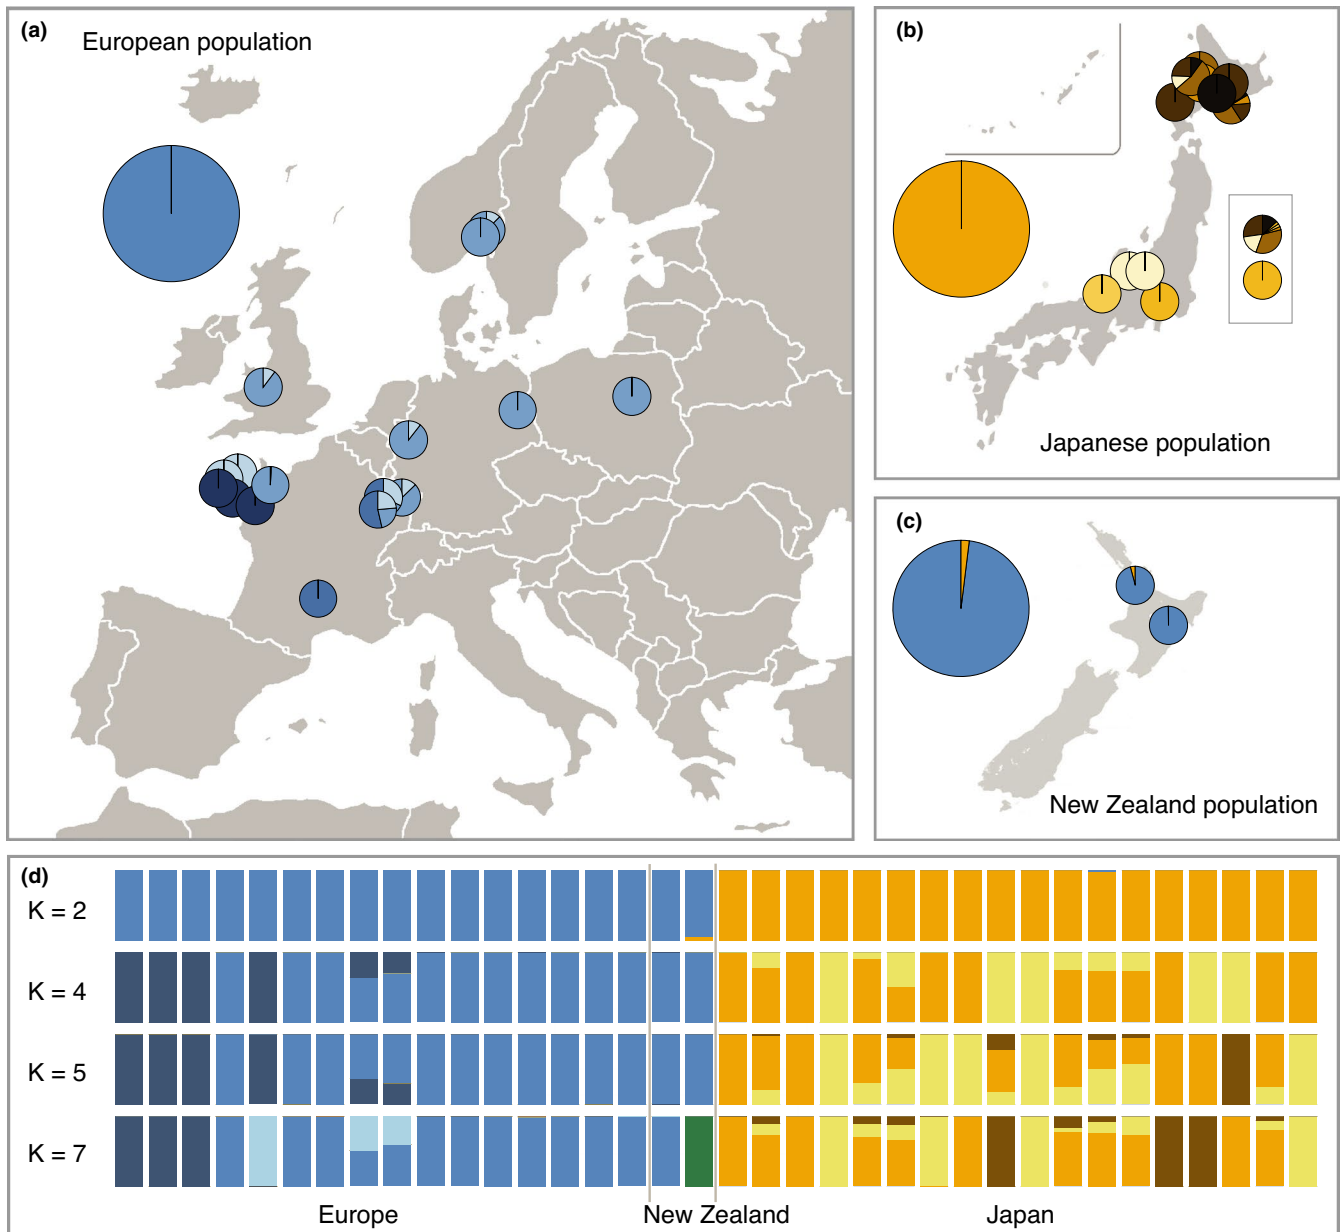 (a)
European population
(b)
Japanese population
(c)
New Zealand population
(d)
K = 2
K = 4
K = 5
K = 7
Europe
New Zealand
Japan